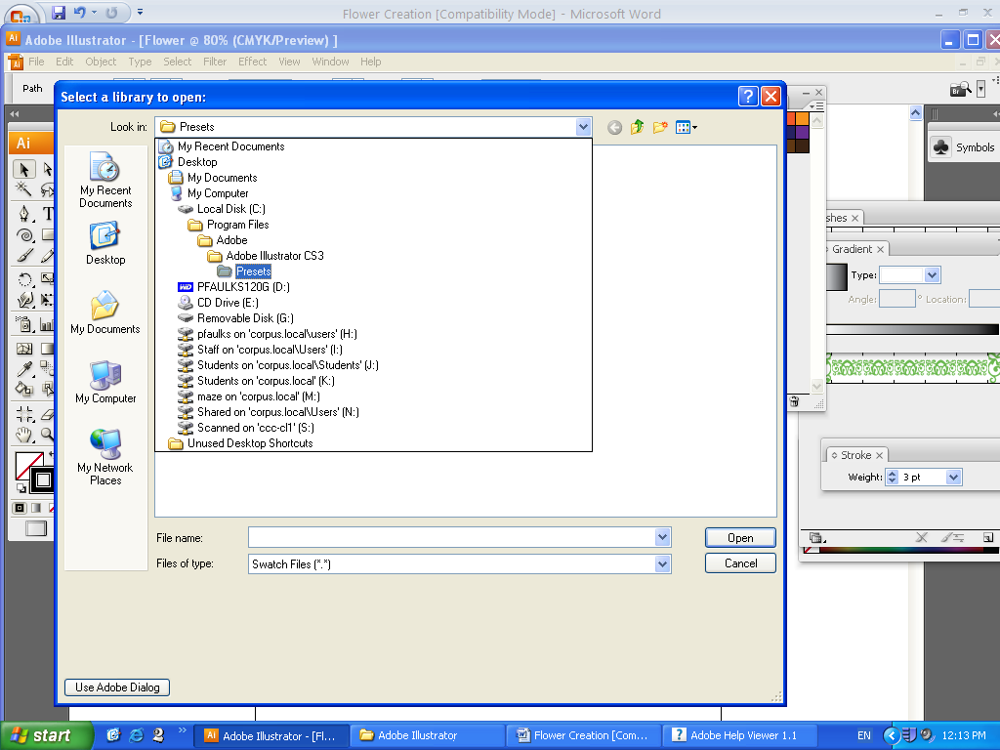 Flower Creation [Compatibility Mode] - Microsoft Word
Adobe Illustrator - [Flower @ 80% (CMYK/Preview) ]
File Edit Object Type Select Filter Effect View Window Help
Path
Select a library to open:
Look in: Presets
My Recent Documents
Desktop
My Documents
My Computer
Local Disk (C:)
Program Files
Adobe
Adobe Illustrator CS3
Presets
PFAULKS120G (D:)
CD Drive (E:)
Removable Disk (G:)
pfaulks on 'corpus.local\users' (H:)
Staff on 'corpus.local\Users' (I:)
Students on 'corpus.local\Students' (J:)
Students on 'corpus.local' (K:)
maze on 'corpus.local' (M:)
Shared on 'corpus.local\Users' (N:)
Scanned on 'ccc-cl1' (S:)
Unused Desktop Shortcuts
My Recent
Documents
Desktop
My Documents
My Computer
My Network
Places
File name:
Open
Files of type: Swatch Files (*.*)
Cancel
Use Adobe Dialog
Ai
Br
Symbols
shes
Gradient
Type:
Angle: ° Location:
Stroke
Weight: 3 pt
start
Adobe Illustrator - [Fl...
Adobe Illustrator
Flower Creation [Com...
Adobe Help Viewer 1.1
EN
12:13 PM